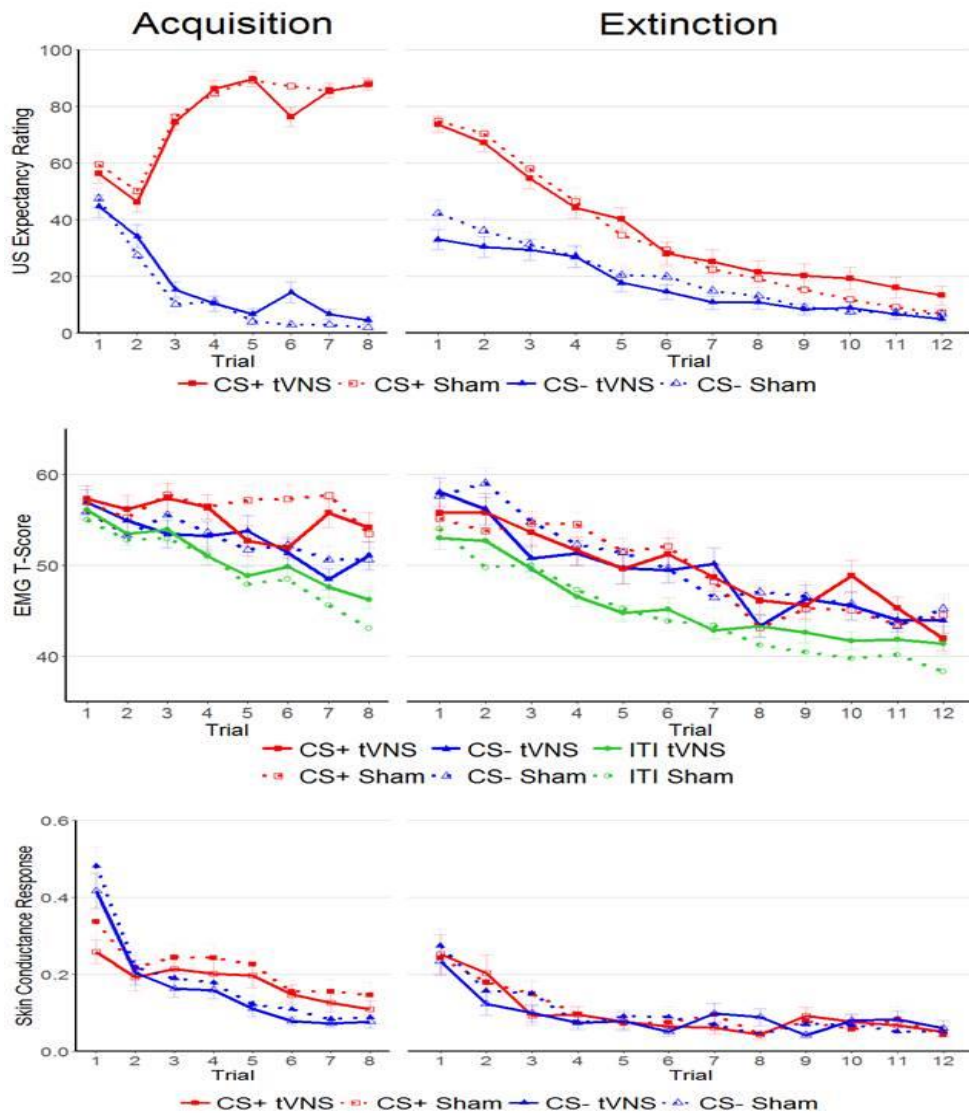 Acquisition Extinction
US Expectancy Rating
100
80
60
40
20
0
1 2 3 4 5 6 7 8 1 2 3 4 5 6 7 8 9 10 11 12
Trial Trial
CS+ tVNS CS+ Sham CS- tVNS CS- Sham
EMG T-Score
60
50
40
1 2 3 4 5 6 7 8 1 2 3 4 5 6 7 8 9 10 11 12
Trial Trial
CS+ tVNS CS- tVNS ITI tVNS
CS+ Sham CS- Sham ITI Sham
Skin Conductance Response
0.6
0.4
0.2
0.0
1 2 3 4 5 6 7 8 1 2 3 4 5 6 7 8 9 10 11 12
Trial Trial
CS+ tVNS CS+ Sham CS- tVNS CS- Sham